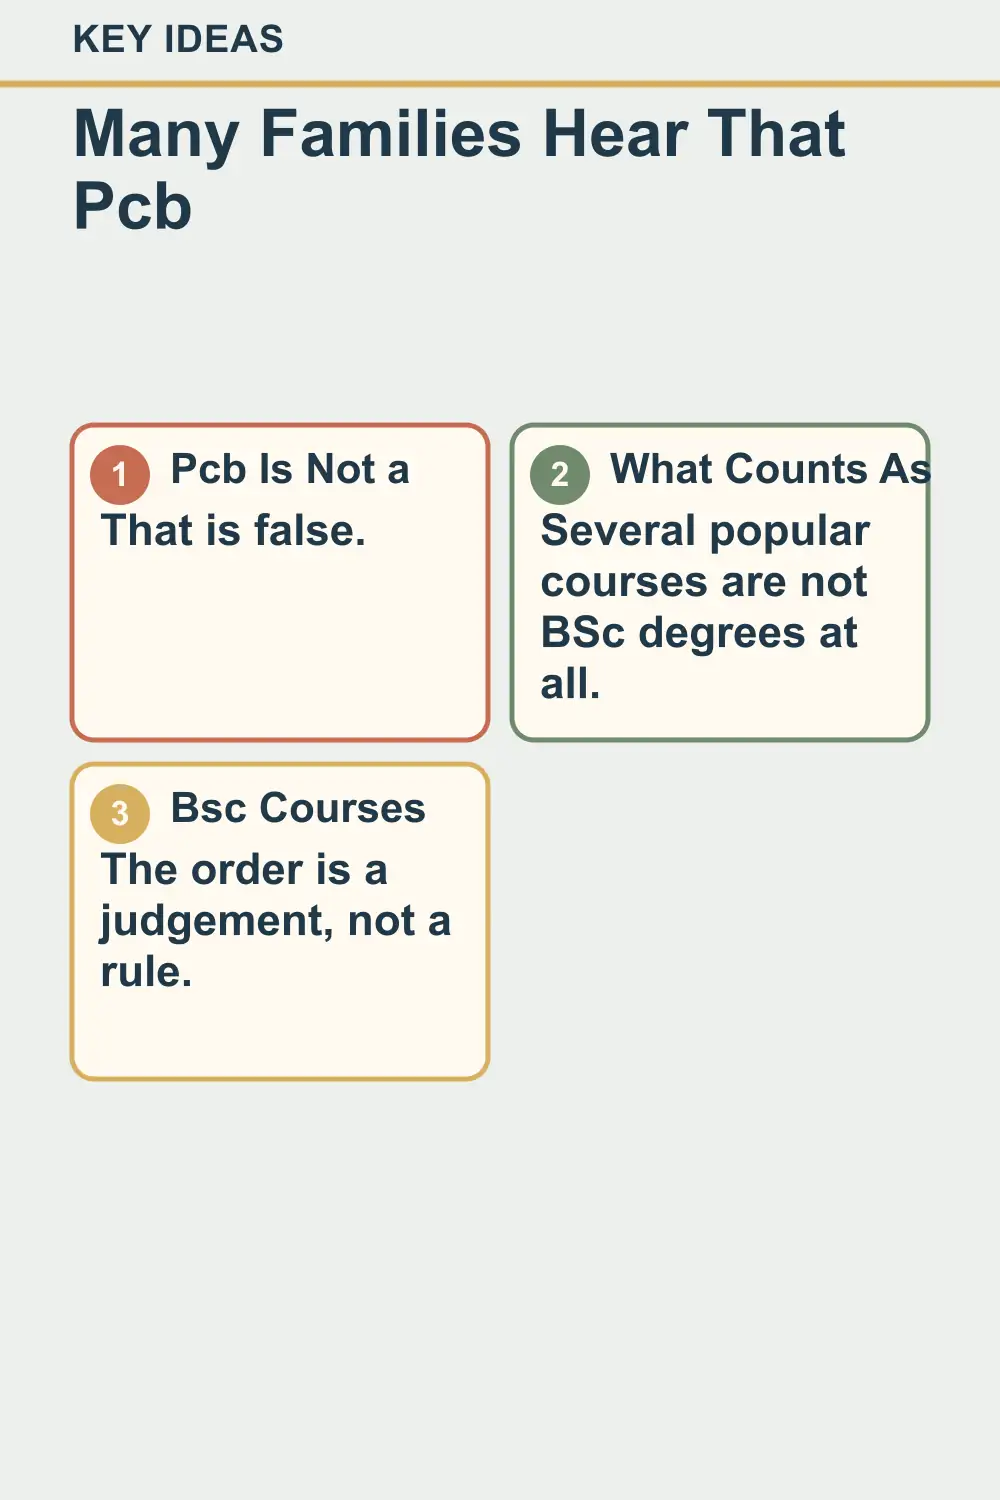 KEY IDEAS
Many Families Hear That
Pcb
1 Pcb Is Not a
That is false.
2 What Counts As
Several popular
courses are not
BSc degrees at
all.
3 Bsc Courses
The order is a
judgement, not a
rule.